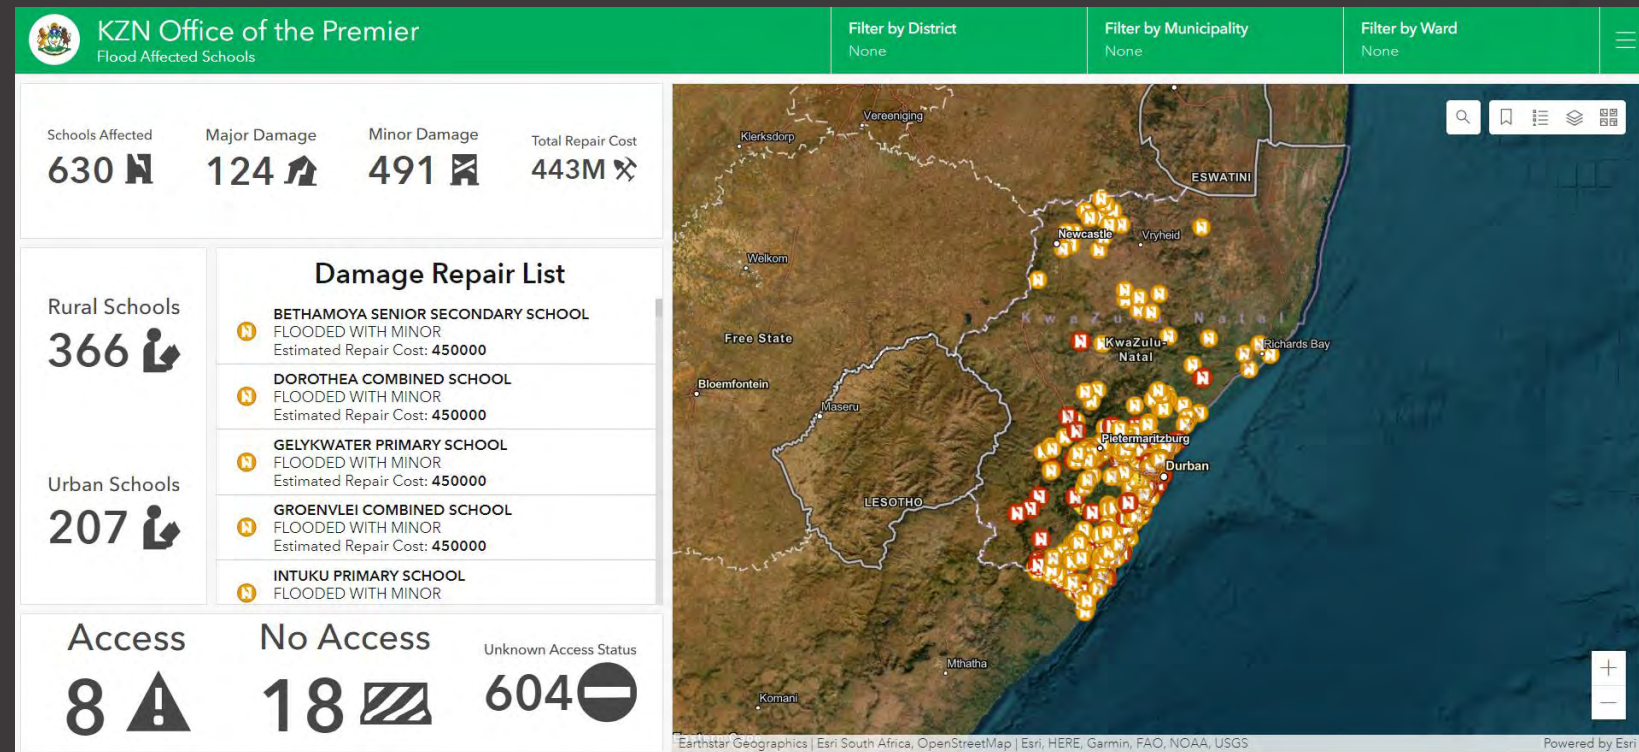 KZN Office of the Premier
Flood Affected Schools
Filter by District
None
Filter by Municipality
None
Filter by Ward
None
Schools Affected
630
Major Damage
124
Minor Damage
491
Total Repair Cost
443M
Rural Schools
366
Urban Schools
207
Damage Repair List
BETHAMOYA SENIOR SECONDARY SCHOOL
FLOODED WITH MINOR
Estimated Repair Cost: 450000
DOROTHEA COMBINED SCHOOL
FLOODED WITH MINOR
Estimated Repair Cost: 450000
GELYKWATER PRIMARY SCHOOL
FLOODED WITH MINOR
Estimated Repair Cost: 450000
GROENVLEI COMBINED SCHOOL
FLOODED WITH MINOR
Estimated Repair Cost: 450000
INTUKU PRIMARY SCHOOL
FLOODED WITH MINOR
Access
8
No Access
18
Unknown Access Status
604
Vereeniging
Klerksdorp
ESWATINI
Newcastle
Vryheid
Welkom
Free State
KwaZulu-
Natal
Richards Bay
Bloemfontein
Maseru
Pietermaritzburg
Durban
LESOTHO
Mthatha
Komani
Earthstar Geographics | Esri South Africa, OpenStreetMap | Esri, HERE, Garmin, FAO, NOAA, USGS
Powered by Esri